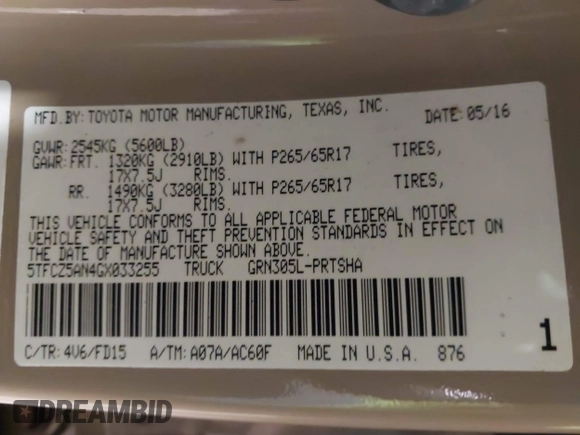 MFD.BY: TOYOTA MOTOR MANUFACTURING, TEXAS, INC. DATE: 05/16
GVWR: 2545KG (5600LB)
GAWR: FRT. 1320KG (2910LB) WITH P265/65R17 TIRES,
17X7.5J RIMS.
RR. 1490KG (3280LB) WITH P265/65R17 TIRES,
17X7.5J RIMS.
THIS VEHICLE CONFORMS TO ALL APPLICABLE FEDERAL MOTOR
VEHICLE SAFETY AND THEFT PREVENTION STANDARDS IN EFFECT ON
THE DATE OF MANUFACTURE SHOWN ABOVE.
5TFCZ5AN4GX033255 TRUCK GRN305L-PRTSHA
1
C/TR: 4V6/FD15 A/TM: A07A/AC60F MADE IN U.S.A. 876
DREAMBID